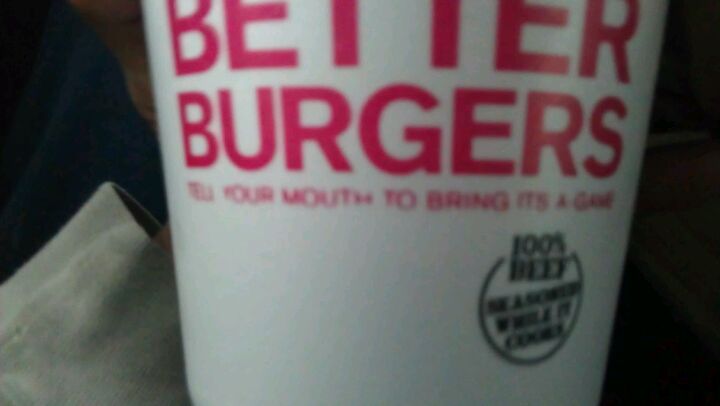 BETTER
BURGERS
TELL YOUR MOUTH TO BRING ITS A-GAME
100%
BEEF
SEASONED
WHILE IT
COOKS